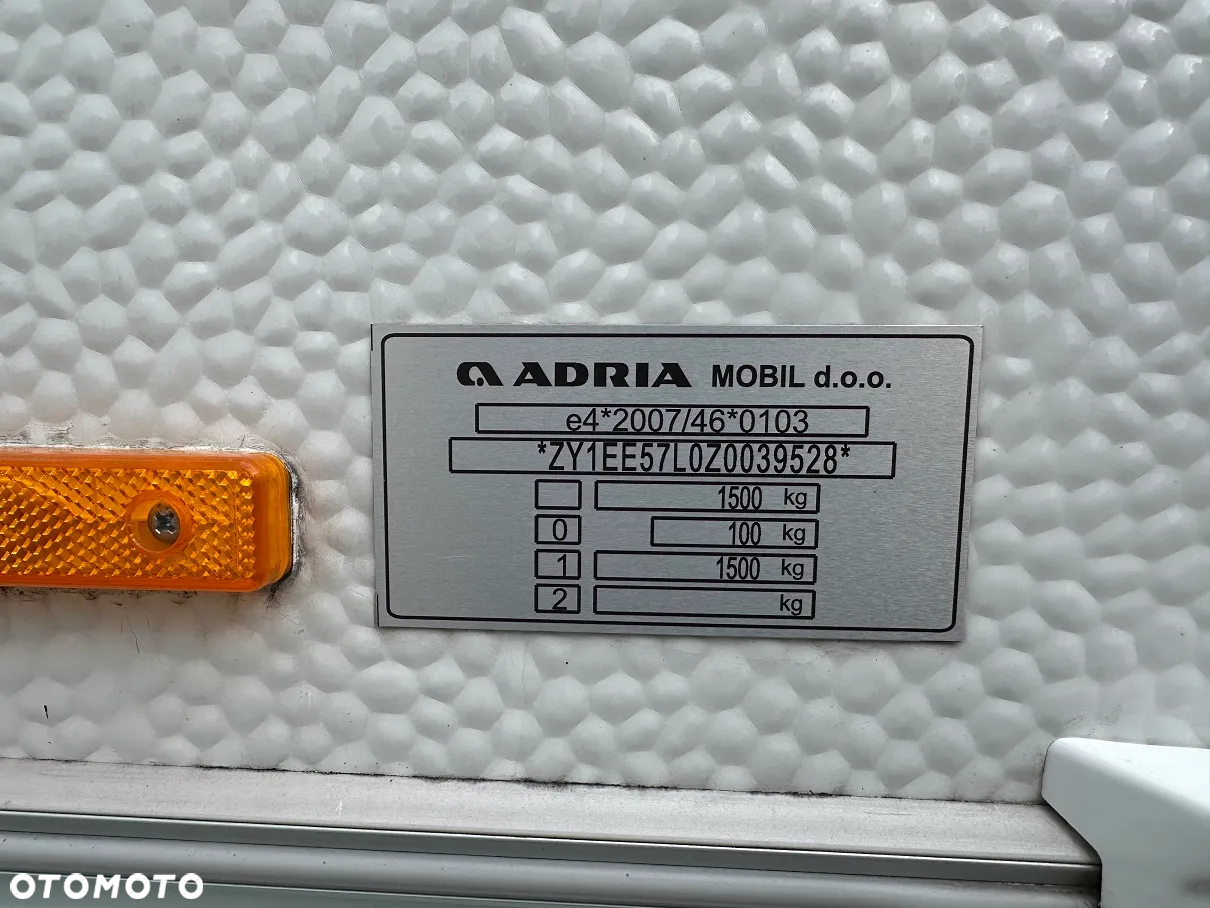 ADRIA MOBIL d.o.o.
e4*2007/46*0103
*ZY1EE57L0Z0039528*
1500 kg
0 100 kg
1 1500 kg
2 kg
OTOMOTO